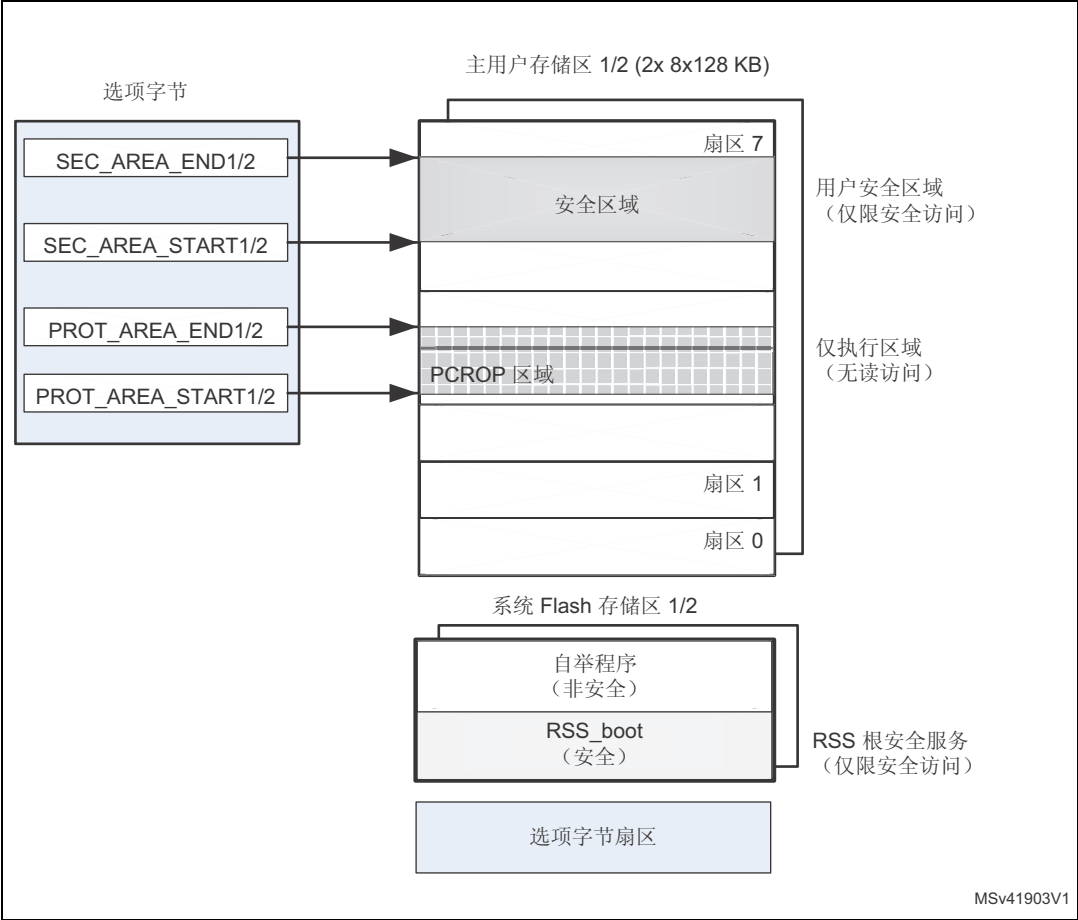 主用户存储区 1/2 (2x 8x128 KB)
选项字节
SEC_AREA_END1/2
SEC_AREA_START1/2
PROT_AREA_END1/2
PROT_AREA_START1/2
扇区 7
安全区域
用户安全区域
（仅限安全访问）
PCROP 区域
仅执行区域
（无读访问）
扇区 1
扇区 0
系统 Flash 存储区 1/2
自举程序
（非安全）
RSS_boot
（安全）
RSS 根安全服务
（仅限安全访问）
选项字节扇区
MSv41903V1